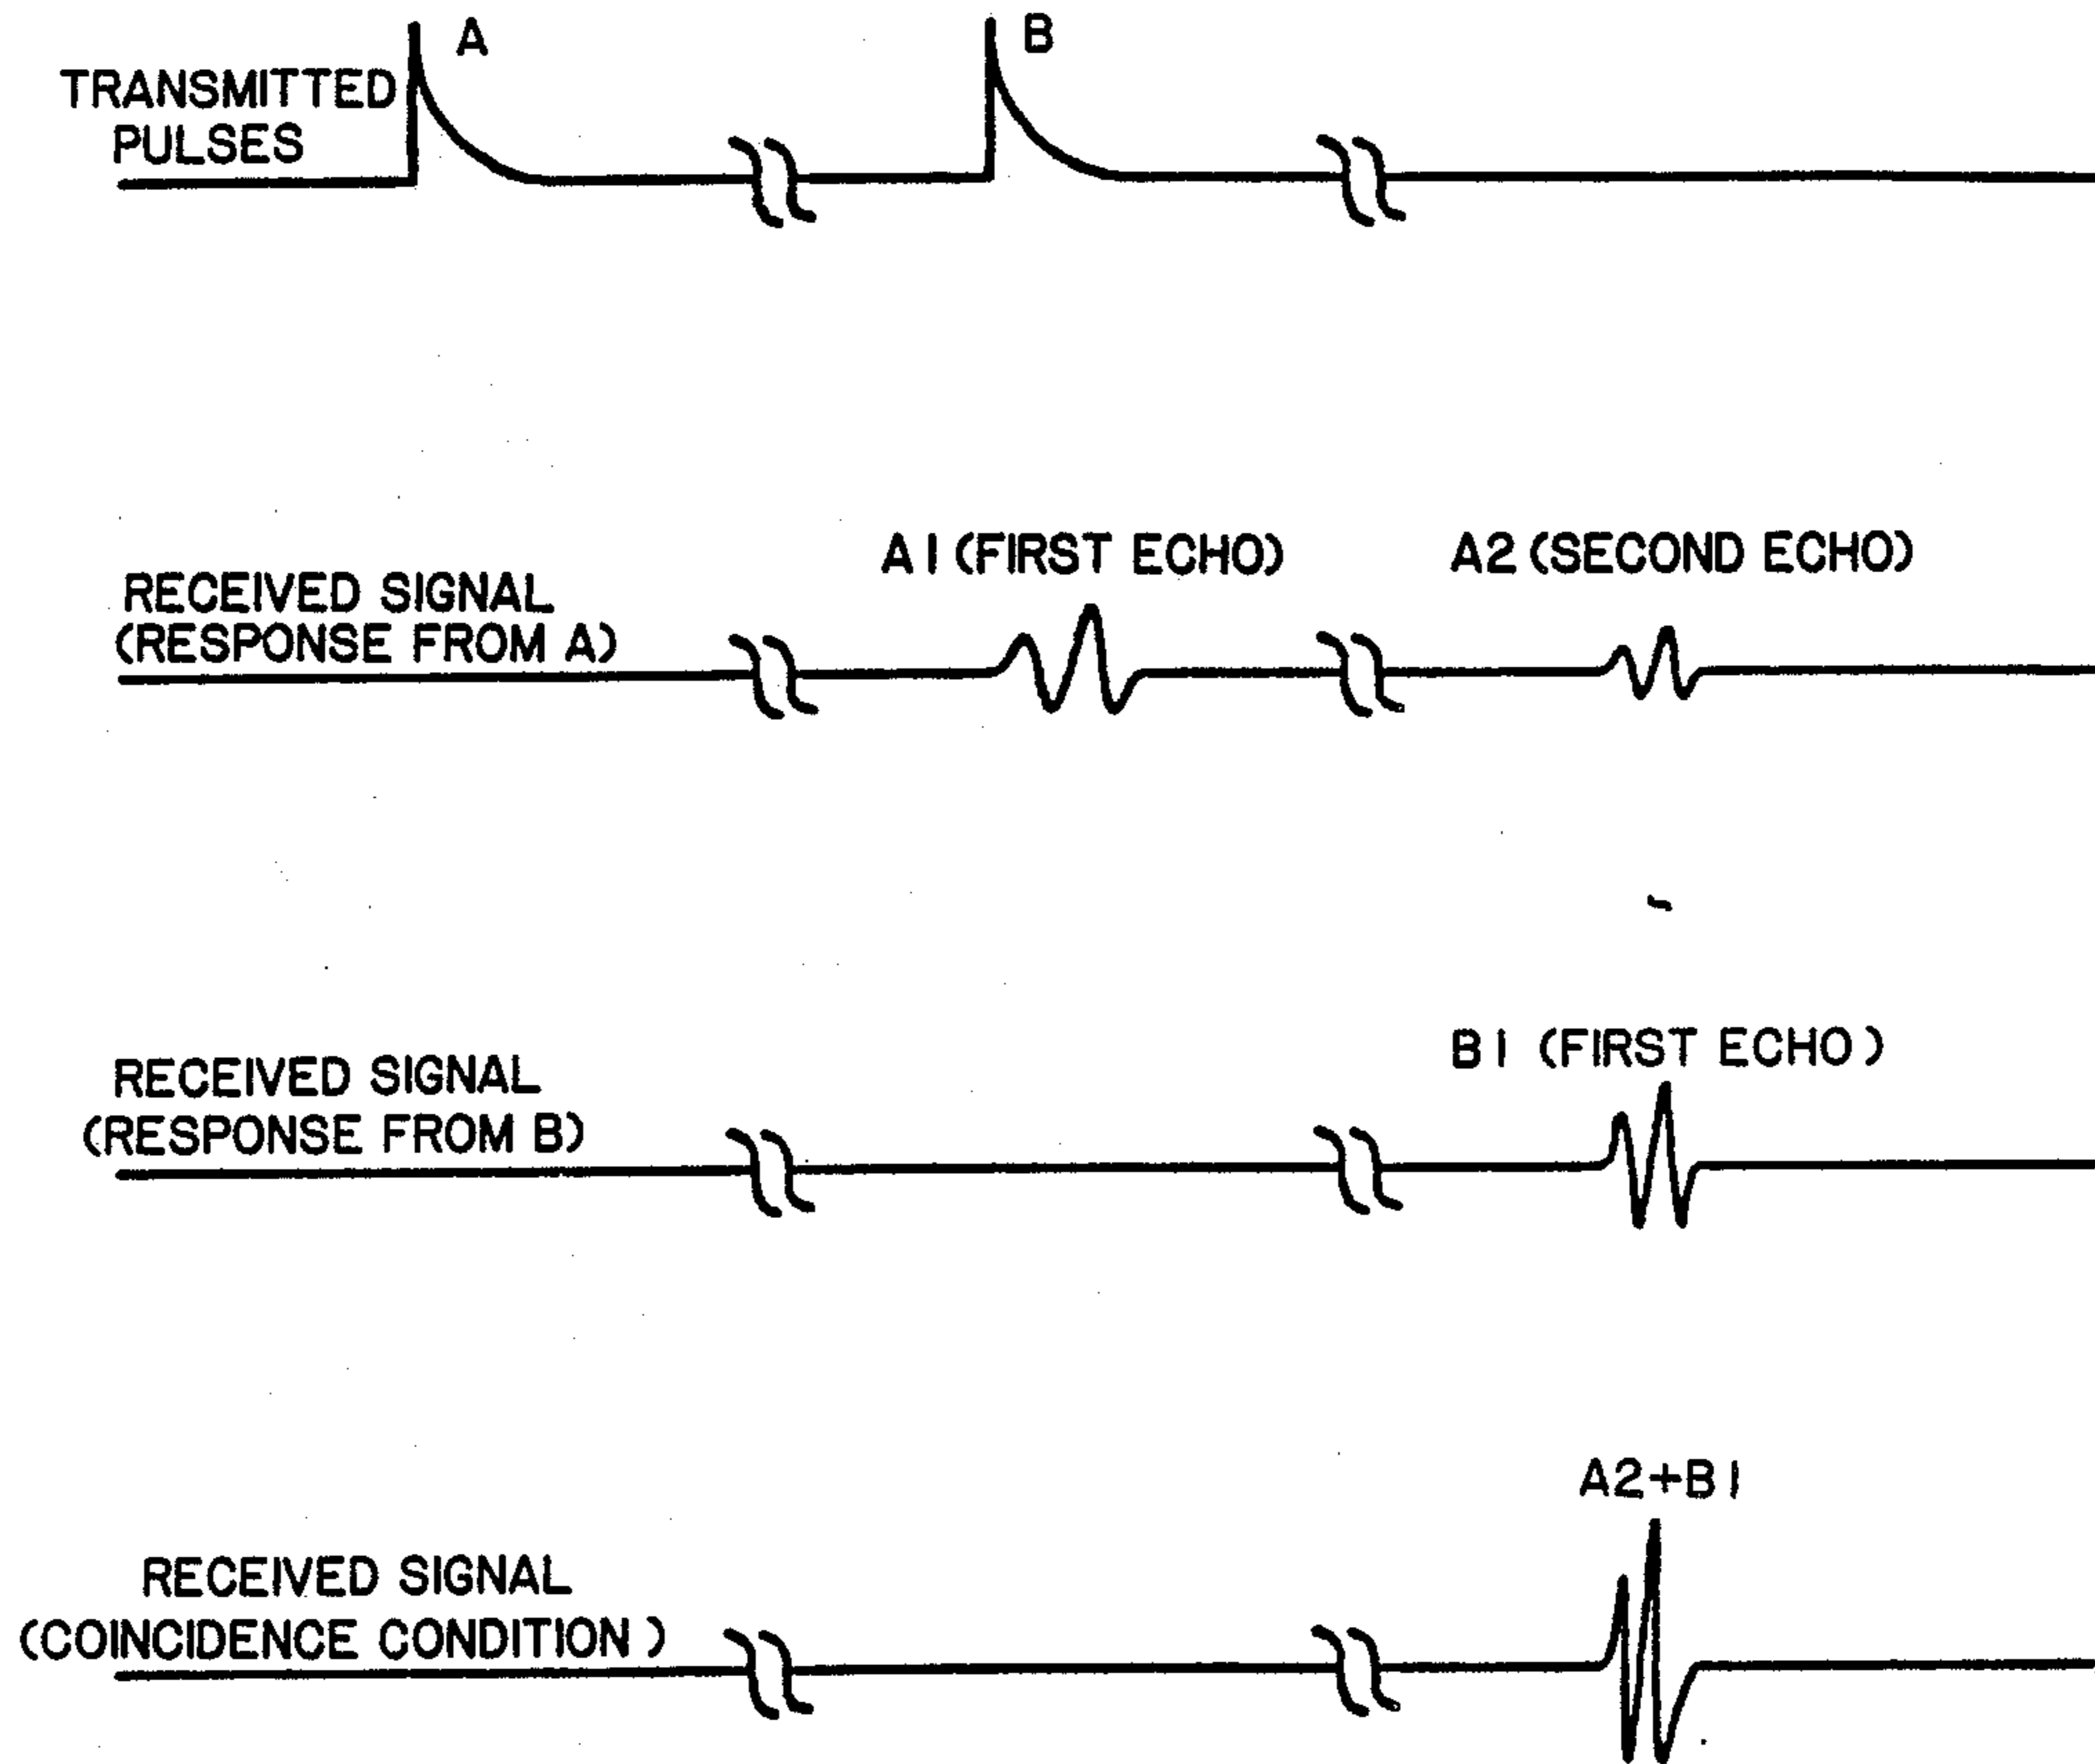 A
B
TRANSMITTED
PULSES
A1 (FIRST ECHO)
A2 (SECOND ECHO)
RECEIVED SIGNAL
(RESPONSE FROM A)
B1 (FIRST ECHO)
RECEIVED SIGNAL
(RESPONSE FROM B)
A2+B1
RECEIVED SIGNAL
(COINCIDENCE CONDITION)